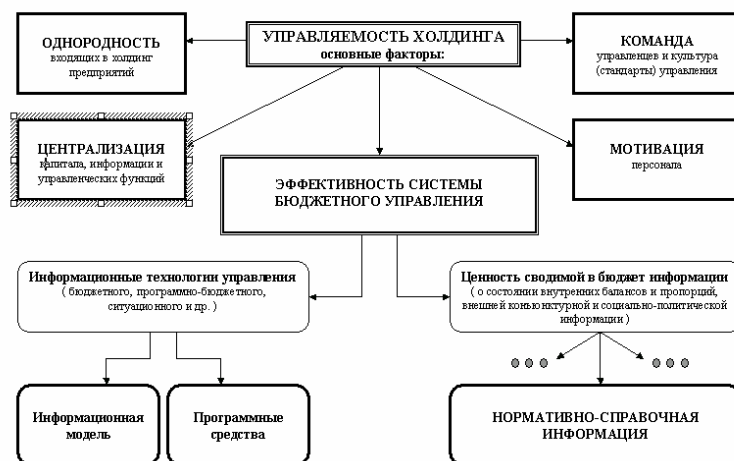 УПРАВЛЯЕМОСТЬ ХОЛДИНГА
основные факторы:
ОДНОРОДНОСТЬ
входящих в холдинг
предприятий
КОМАНДА
управленцев и культура
(стандарты) управления
ЦЕНТРАЛИЗАЦИЯ
капитала, информации и
управленческих функций
МОТИВАЦИЯ
персонала
ЭФФЕКТИВНОСТЬ СИСТЕМЫ
БЮДЖЕТНОГО УПРАВЛЕНИЯ
Информационные технологии управления
( бюджетного, программно-бюджетного,
ситуационного и др. )
Ценность сводимой в бюджет информации
( о состоянии внутренних балансов и пропорций,
внешней конъюнктурной и социально-политической
информации )
Информационная
модель
Программные
средства
НОРМАТИВНО-СПРАВОЧНАЯ
ИНФОРМАЦИЯ